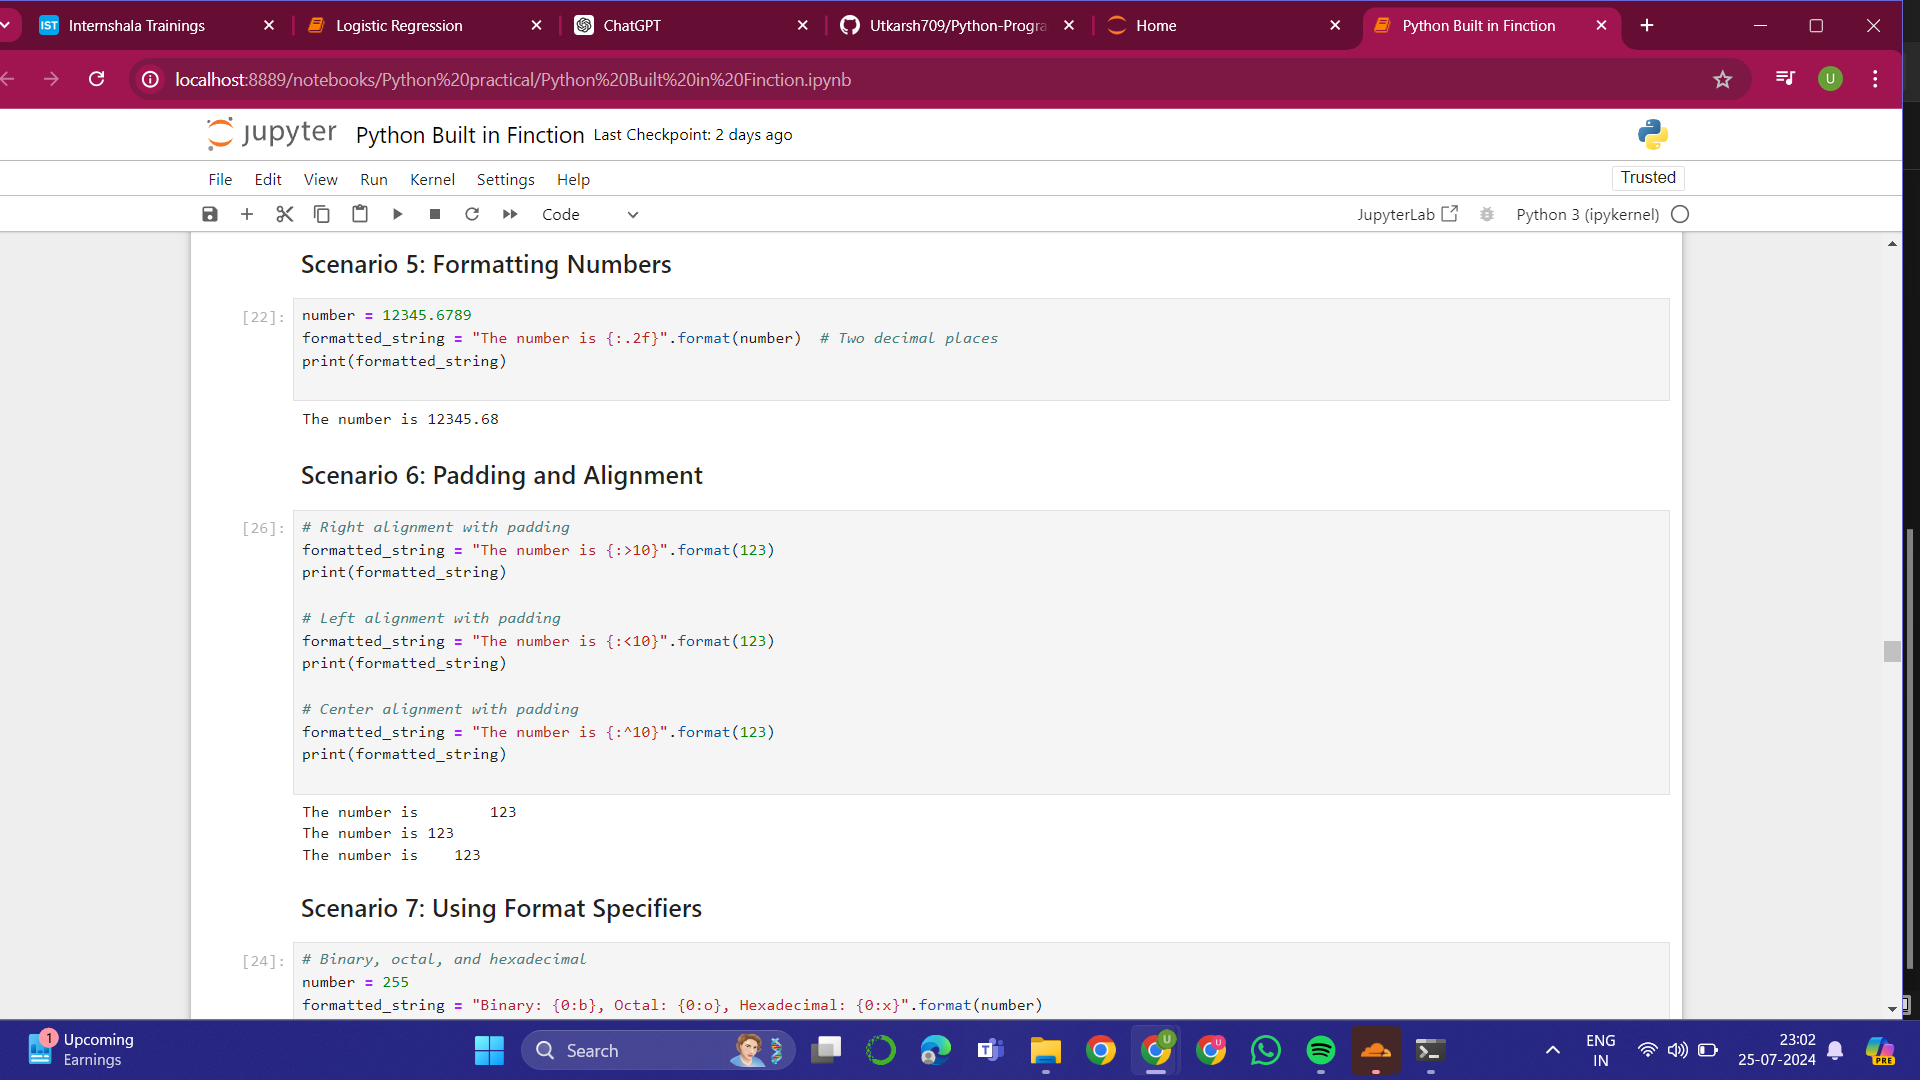 Internshala Trainings
Logistic Regression
ChatGPT
Utkarsh709/Python-Progra
Home
Python Built in Finction
localhost:8889/notebooks/Python%20practical/Python%20Built%20in%20Finction.ipynb
U
jupyter Python Built in Finction Last Checkpoint: 2 days ago
File Edit View Run Kernel Settings Help
Trusted
Code
JupyterLab
Python 3 (ipykernel)
Scenario 5: Formatting Numbers
[22]:
number = 12345.6789
formatted_string = "The number is {:.2f}".format(number)  # Two decimal places
print(formatted_string)
The number is 12345.68
Scenario 6: Padding and Alignment
[26]:
# Right alignment with padding
formatted_string = "The number is {:>10}".format(123)
print(formatted_string)
# Left alignment with padding
formatted_string = "The number is {:<10}".format(123)
print(formatted_string)
# Center alignment with padding
formatted_string = "The number is {:^10}".format(123)
print(formatted_string)
The number is        123
The number is 123
The number is    123
Scenario 7: Using Format Specifiers
[24]:
# Binary, octal, and hexadecimal
number = 255
formatted_string = "Binary: {0:b}, Octal: {0:o}, Hexadecimal: {0:x}".format(number)
1
Upcoming
Earnings
Search
ENG
IN
23:02
25-07-2024
PRE